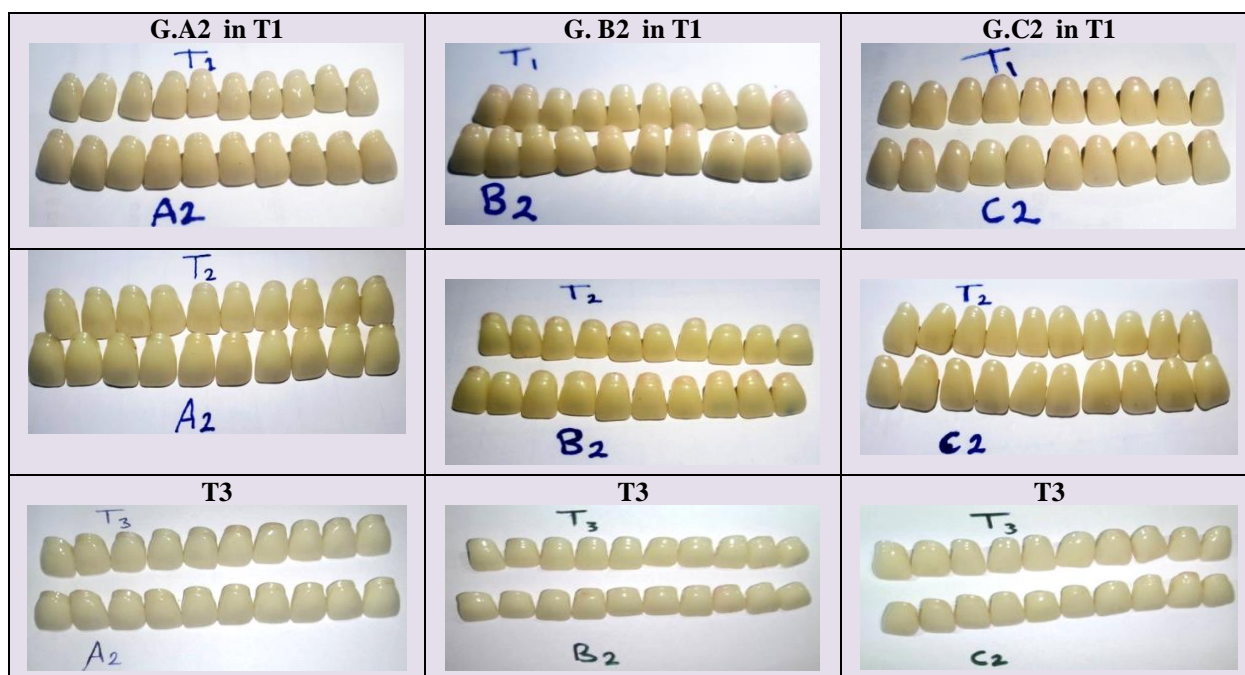 G.A2 in T1
G. B2 in T1
G.C2 in T1
T1
T1
T1
A2
B2
C2
T2
T2
T2
A2
B2
C2
T3
T3
T3
T3
T3
T3
A2
B2
C2